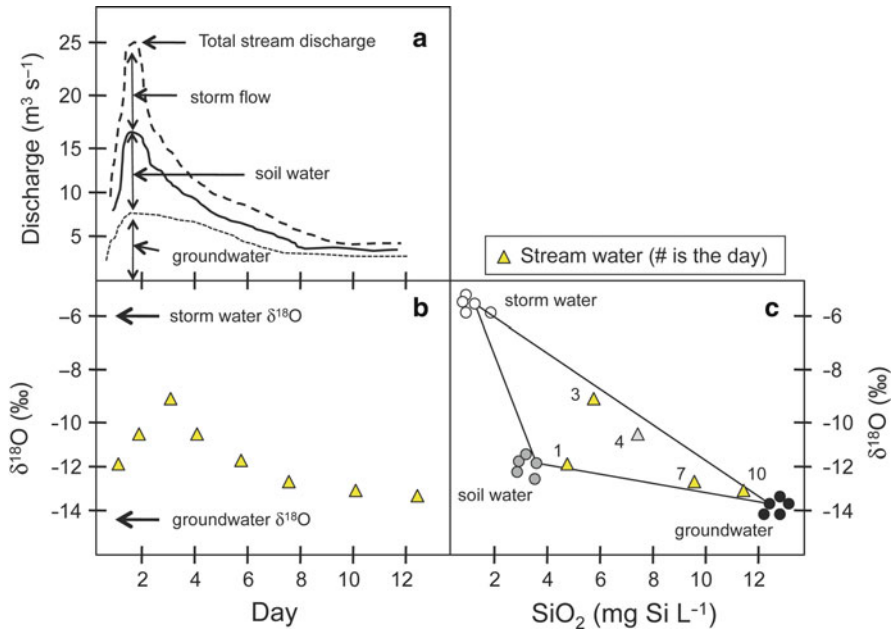 a
25
20
15
10
5
Discharge (m³ s⁻¹)
Total stream discharge
storm flow
soil water
groundwater
Stream water (# is the day)
b
–6
–8
–10
–12
–14
δ¹⁸O (‰)
storm water δ¹⁸O
groundwater δ¹⁸O
2
4
6
8
10
12
Day
c
storm water
3
4
1
7
10
soil water
groundwater
–6
–8
–10
–12
–14
δ¹⁸O (‰)
2
4
6
8
10
12
SiO₂ (mg Si L⁻¹)